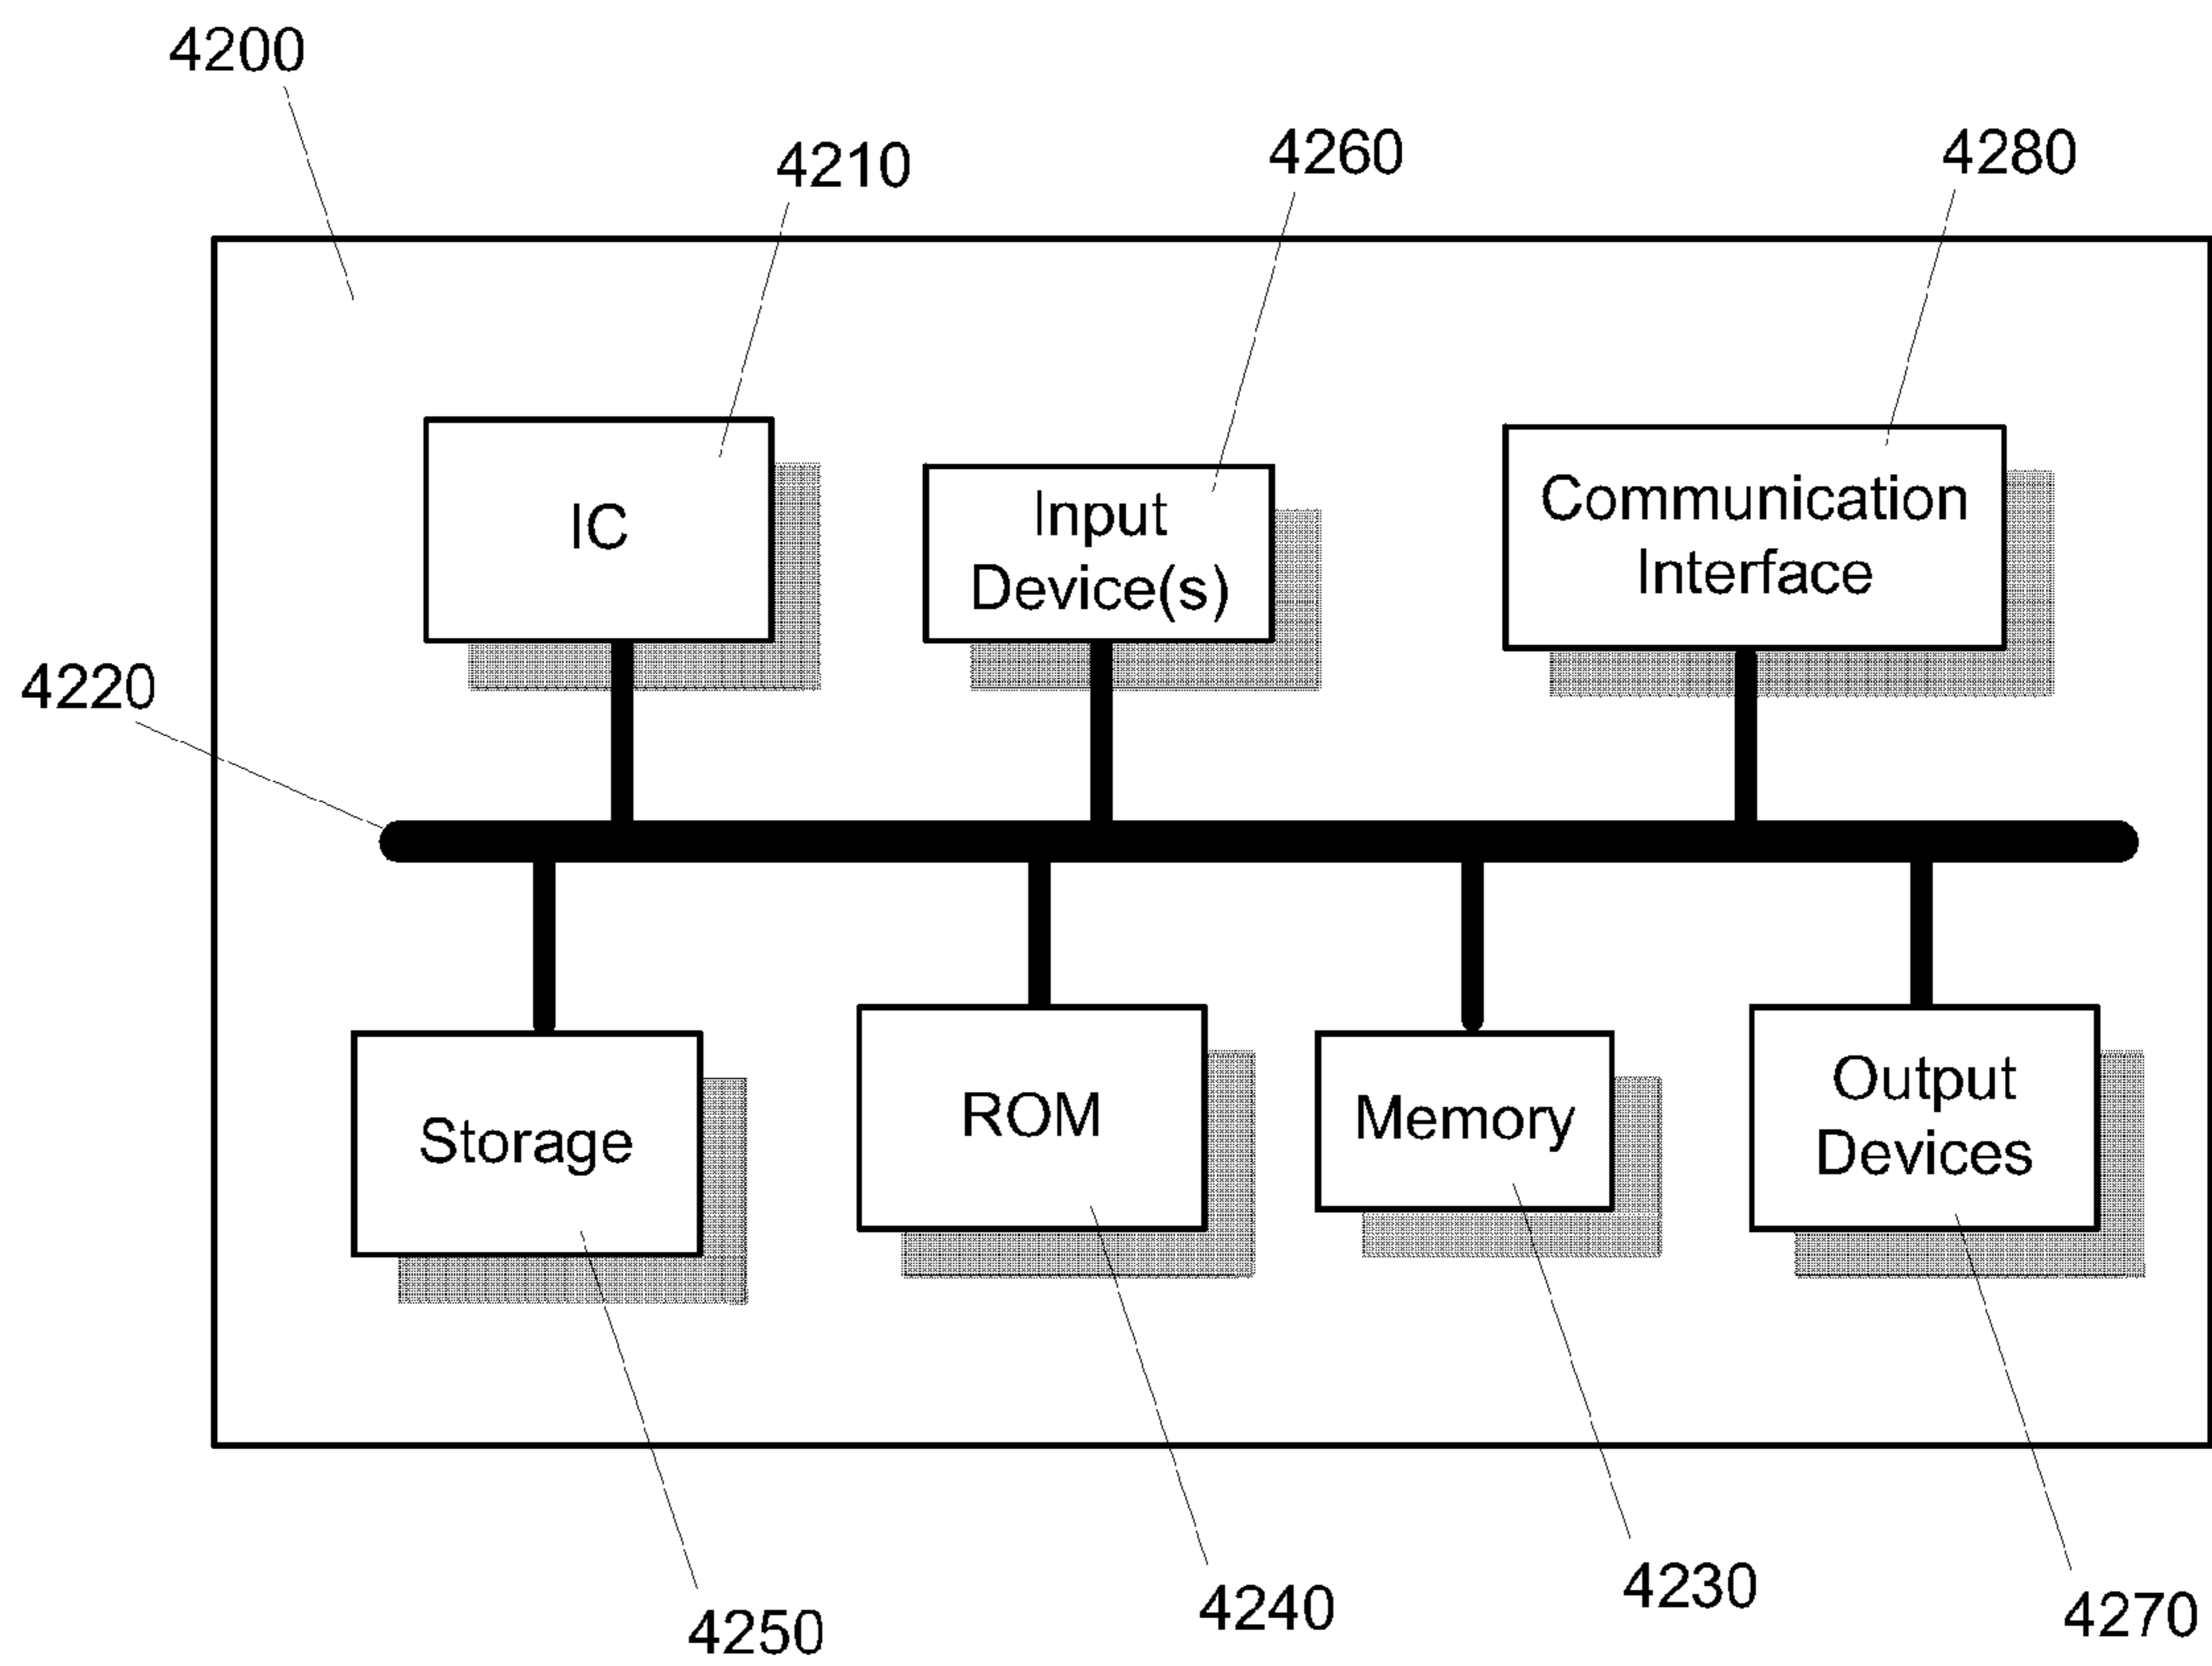 4200
4210
4260
4280
IC
Input
Device(s)
Communication
Interface
4220
Storage
ROM
Memory
Output
Devices
4250
4240
4230
4270